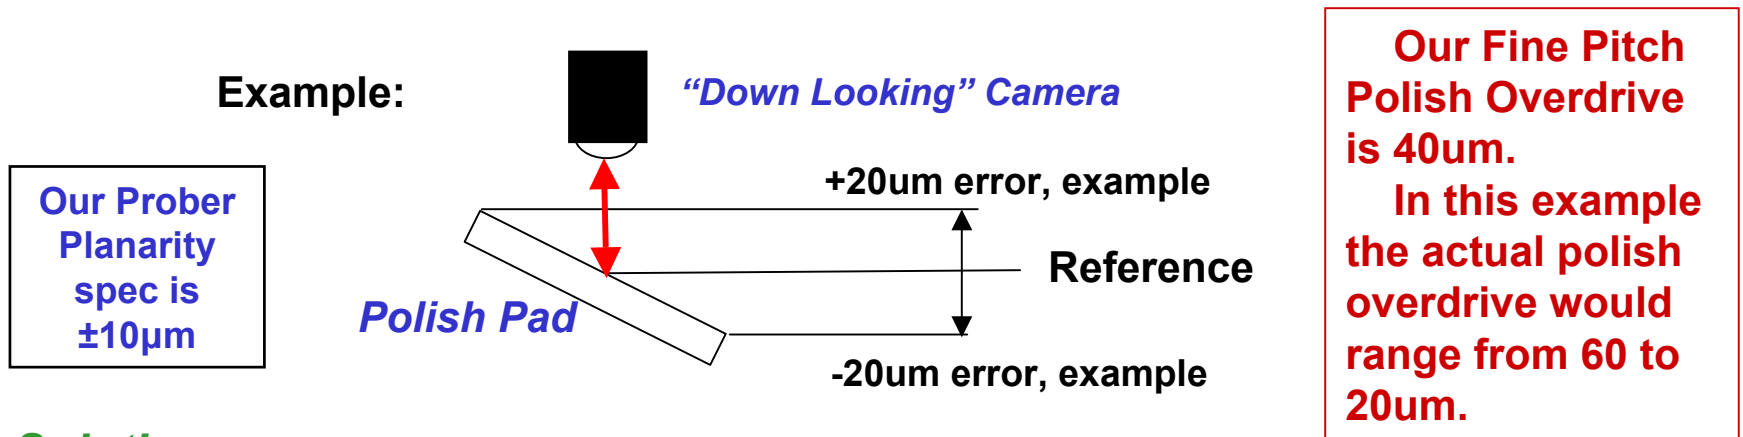 Example:
“Down Looking” Camera
Our Prober
Planarity
spec is
±10µm
+20um error, example
Reference
Polish Pad
-20um error, example
Our Fine Pitch
Polish Overdrive
is 40um.
In this example
the actual polish
overdrive would
range from 60 to
20um.